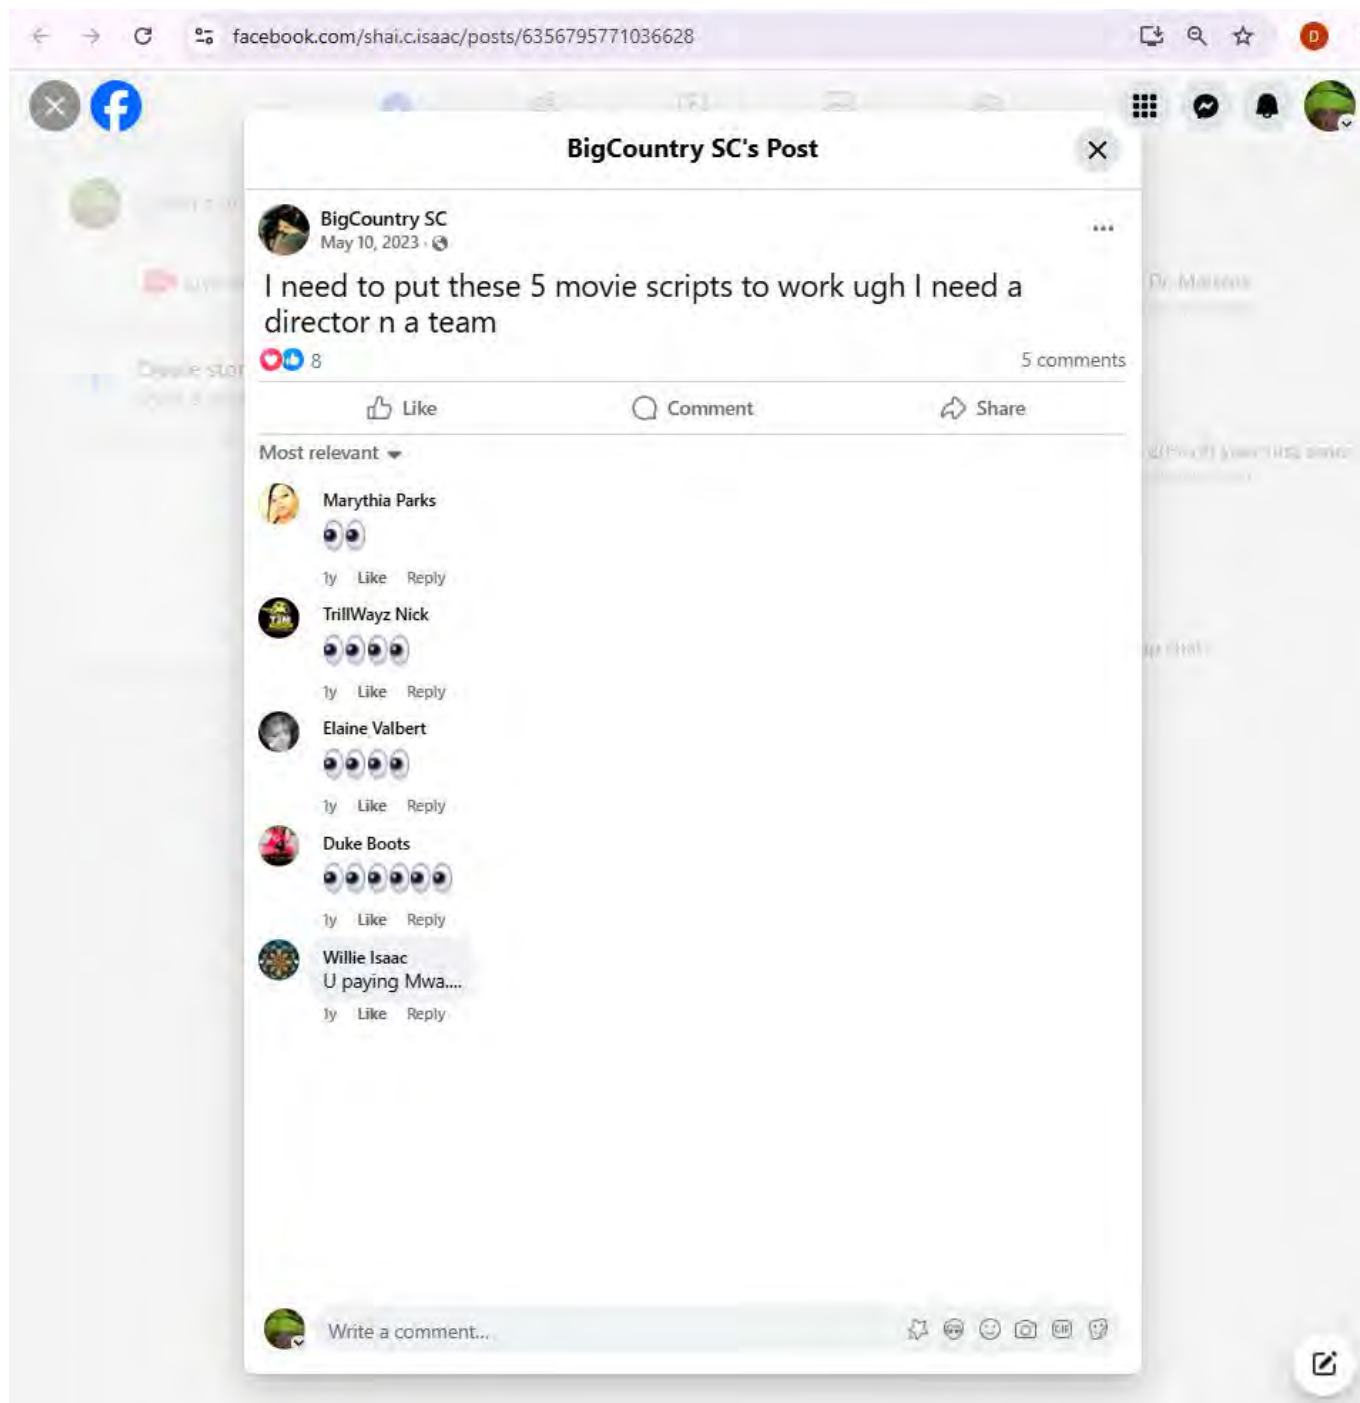 facebook.com/shai.c.isaac/posts/6356795771036628
D
BigCountry SC's Post
BigCountry SC
May 10, 2023 ·
I need to put these 5 movie scripts to work ugh I need a
director n a team
8
5 comments
Like Comment Share
Most relevant
Marythia Parks
👀
1y Like Reply
TrillWayz Nick
👀👀
1y Like Reply
Elaine Valbert
👀👀
1y Like Reply
Duke Boots
👀👀👀
1y Like Reply
Willie Isaac
U paying Mwa....
1y Like Reply
Write a comment...
GIF